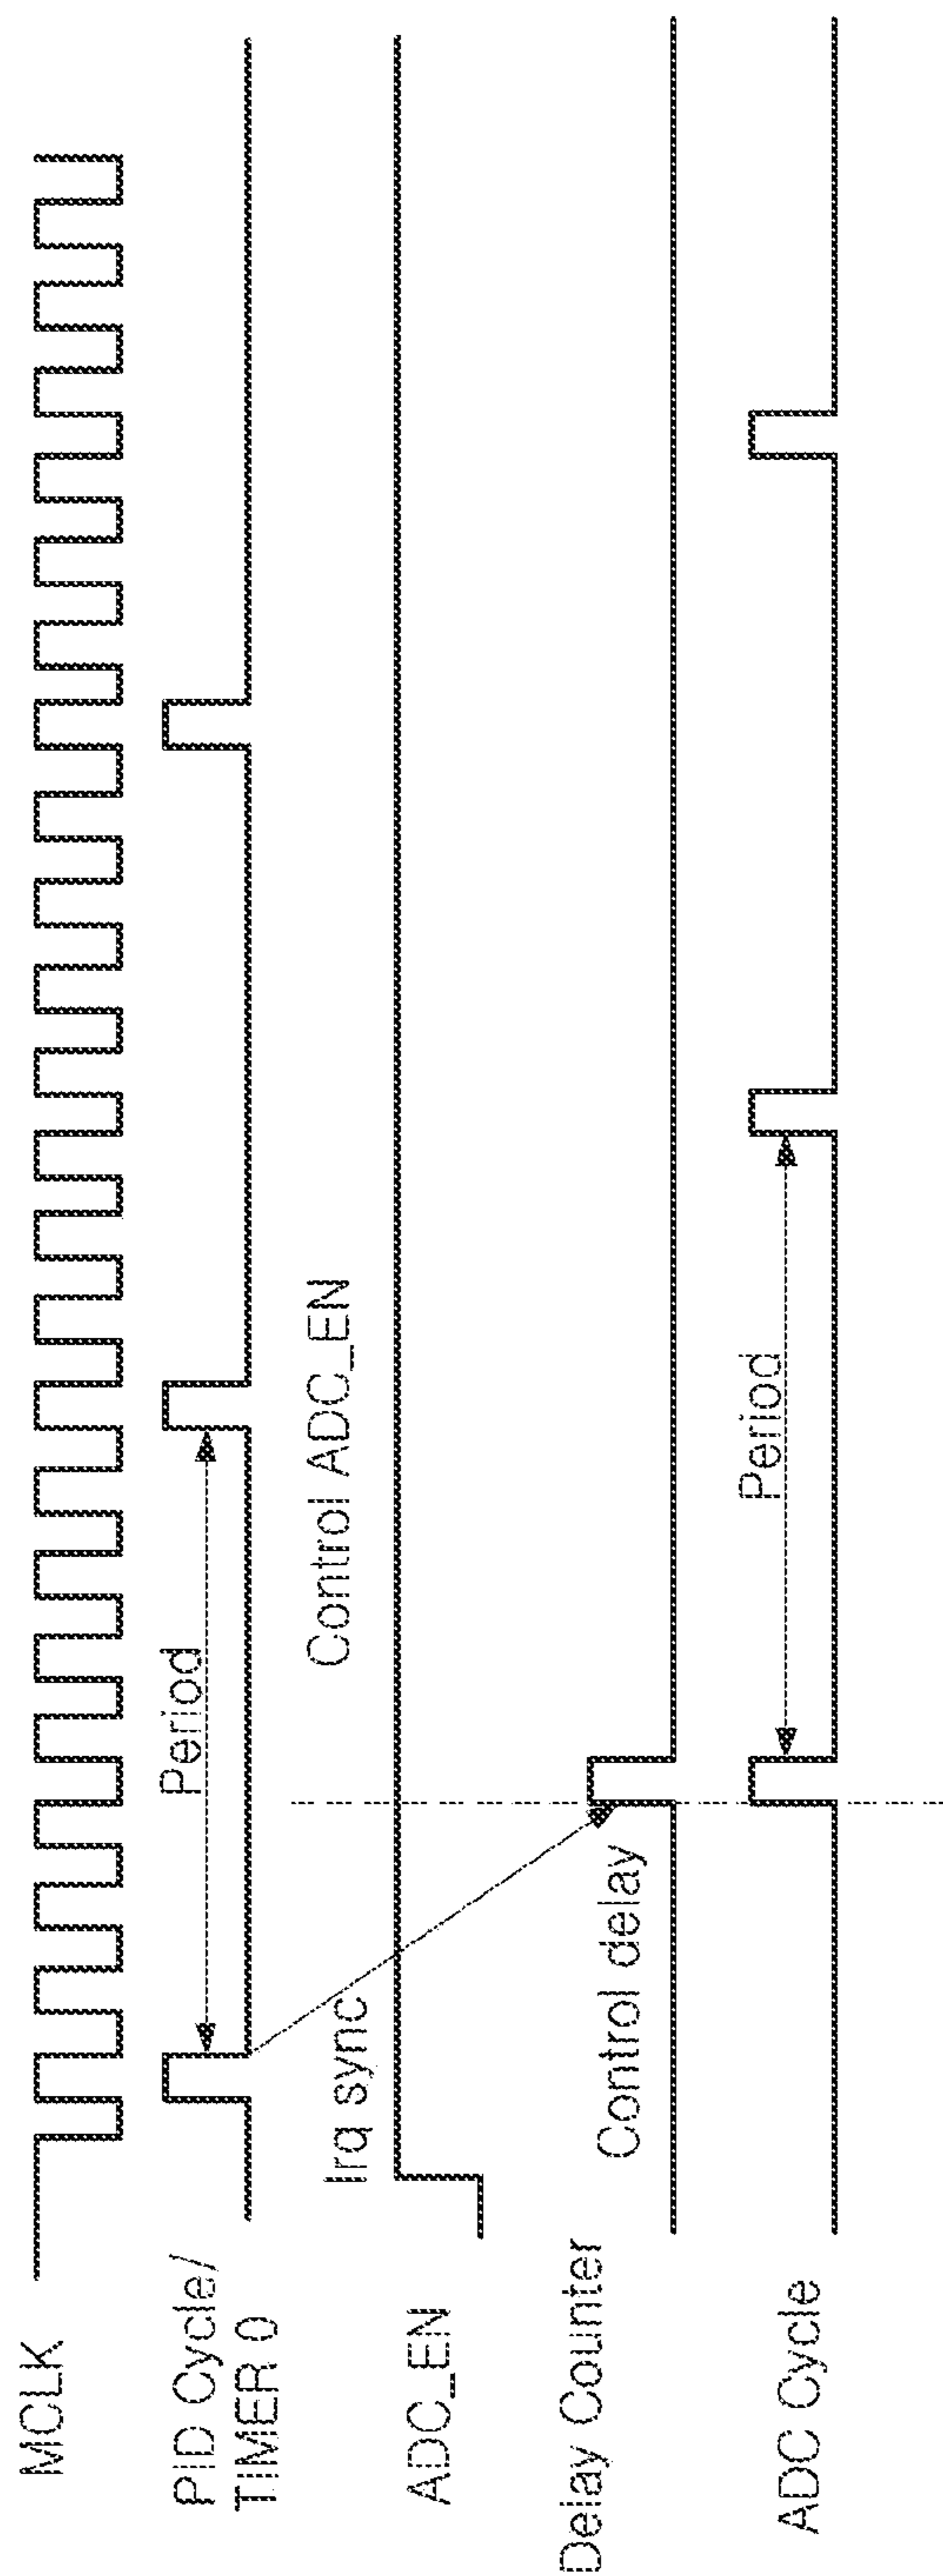 MCLK
PID Cycle/
TIMER 0
Period
ADC_EN
Irq sync
Control ADC_EN
Delay Counter
Control delay
ADC Cycle
Period